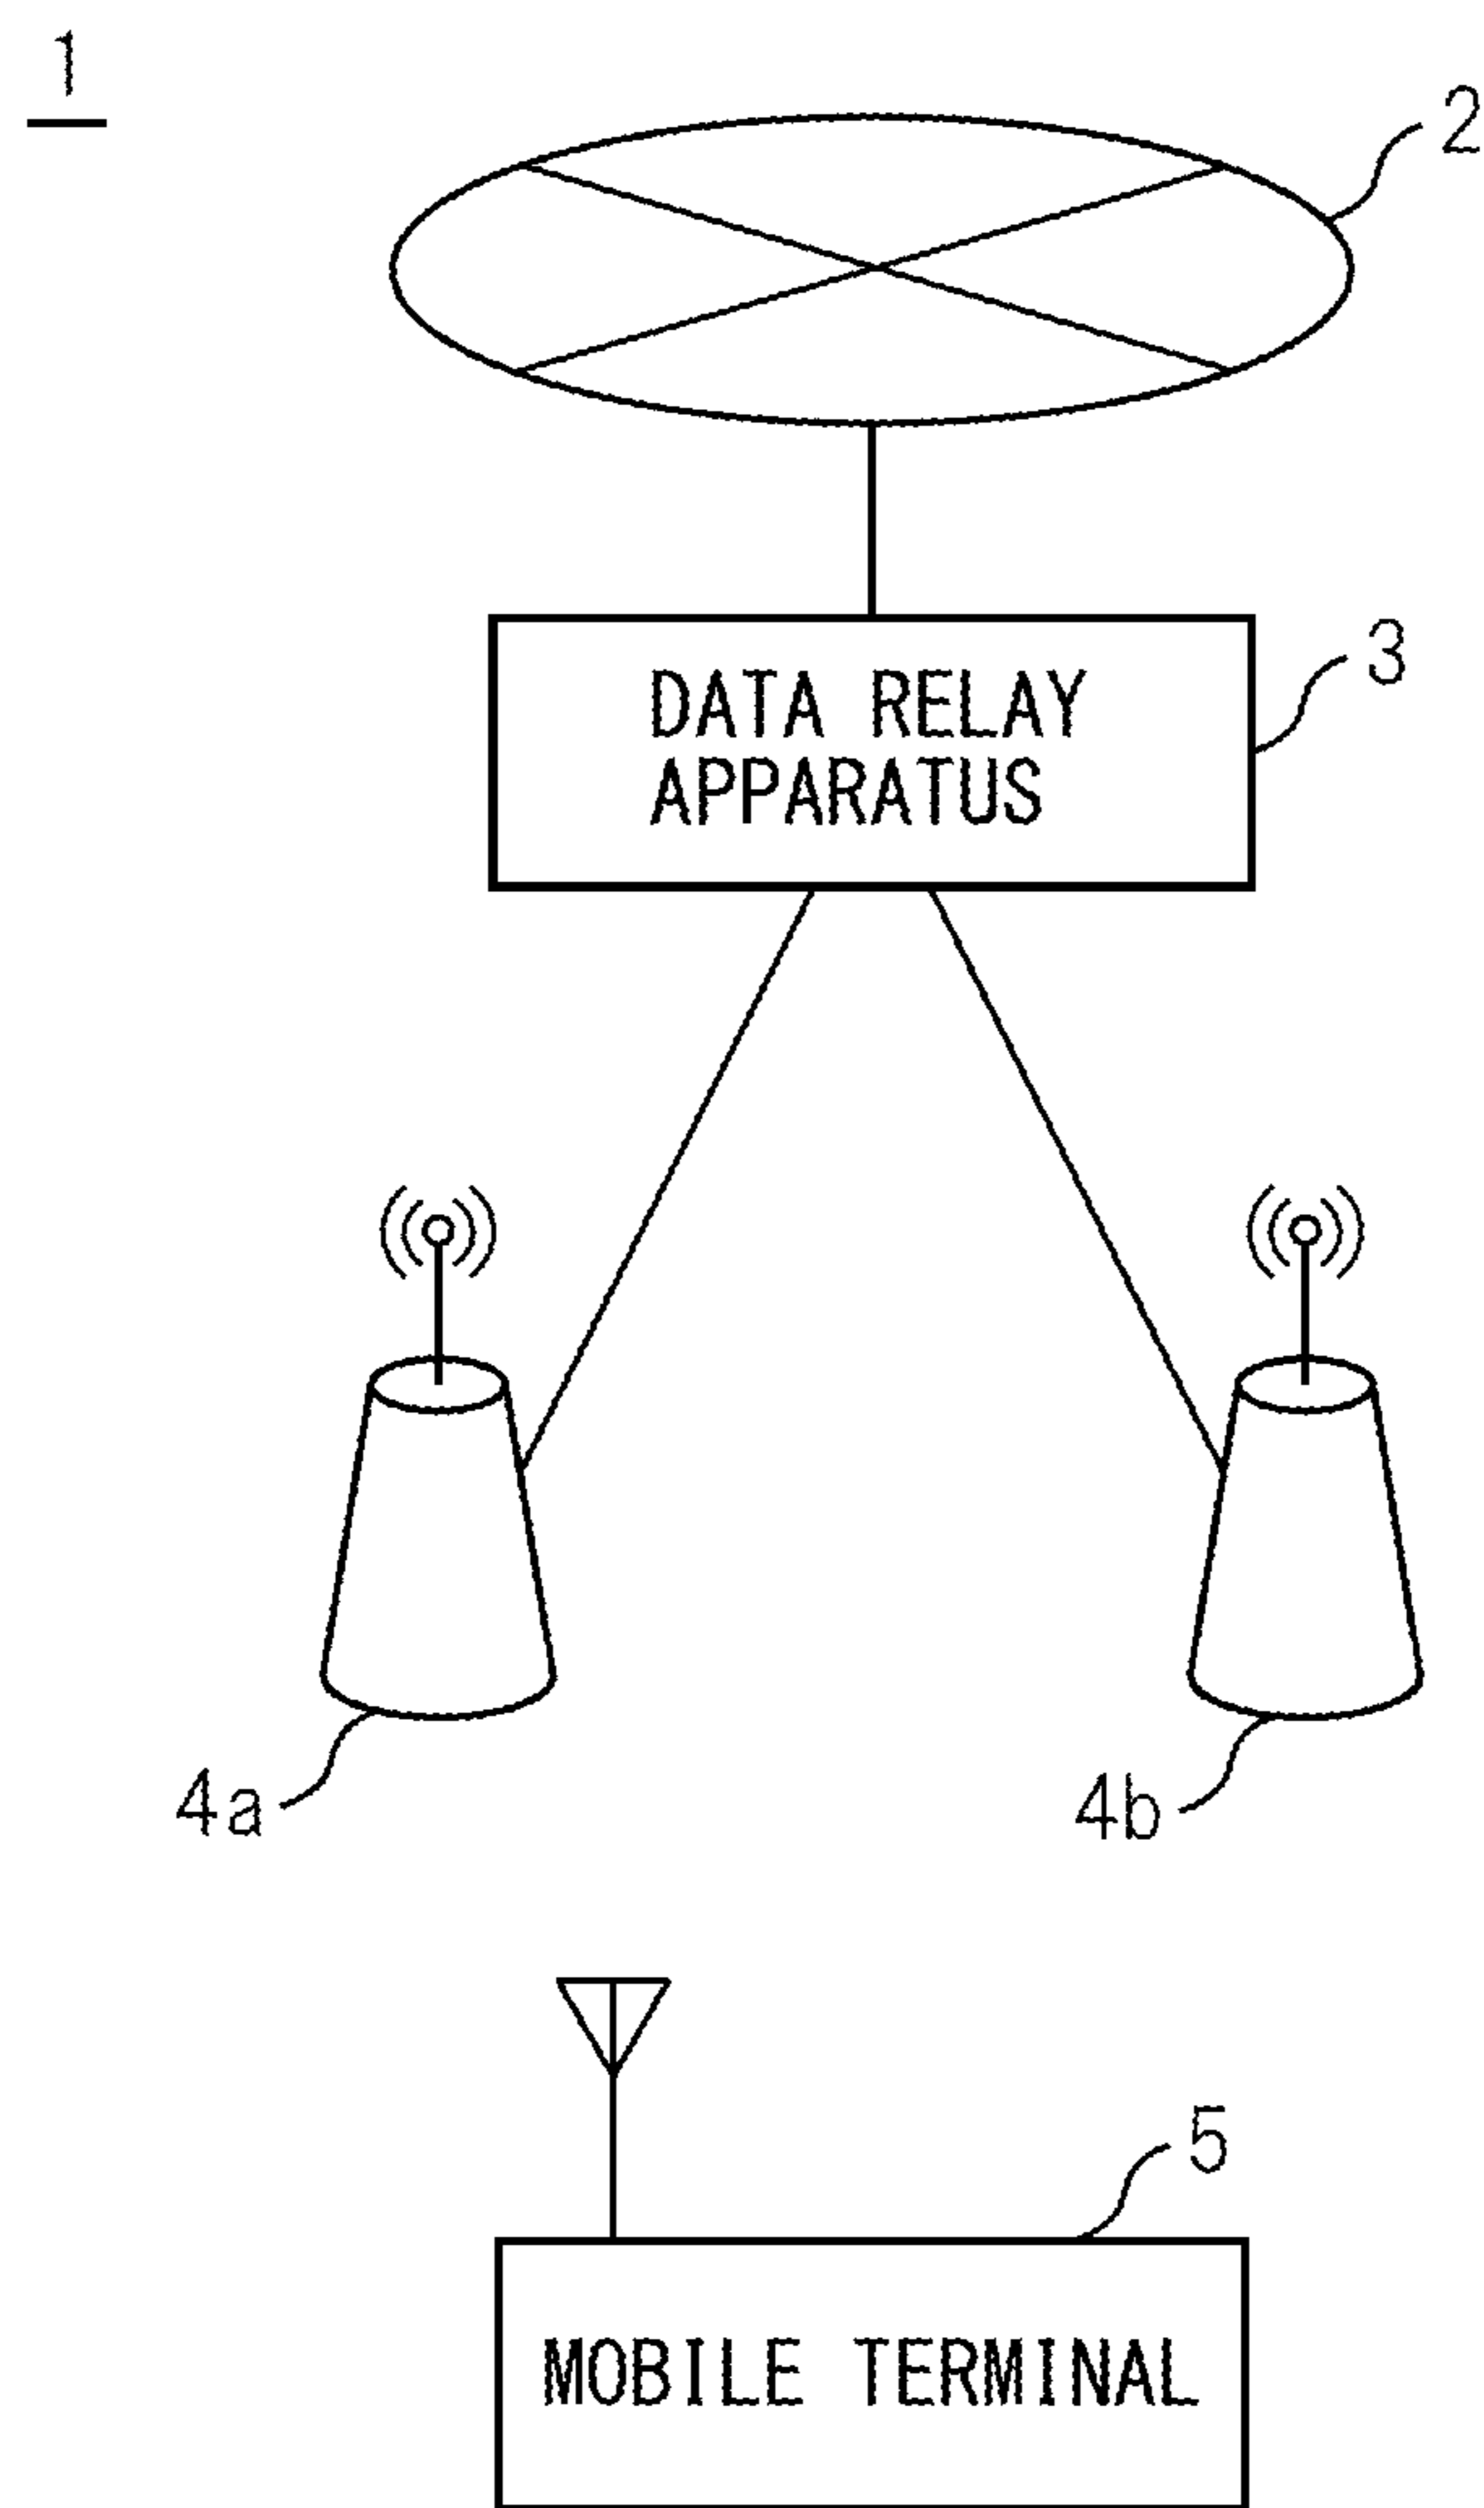 1
2
DATA RELAY
APPARATUS
3
4a
4b
5
MOBILE TERMINAL